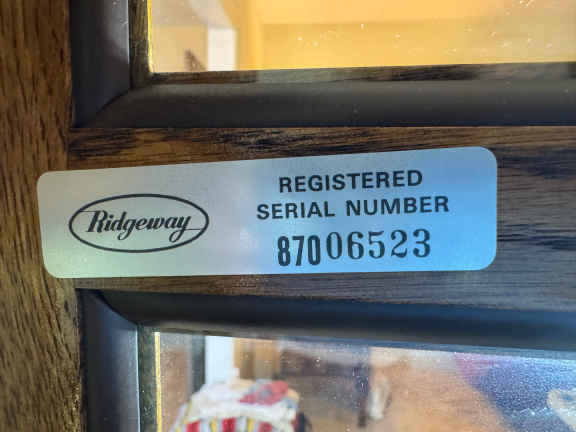 Ridgeway
REGISTERED
SERIAL NUMBER
87006523